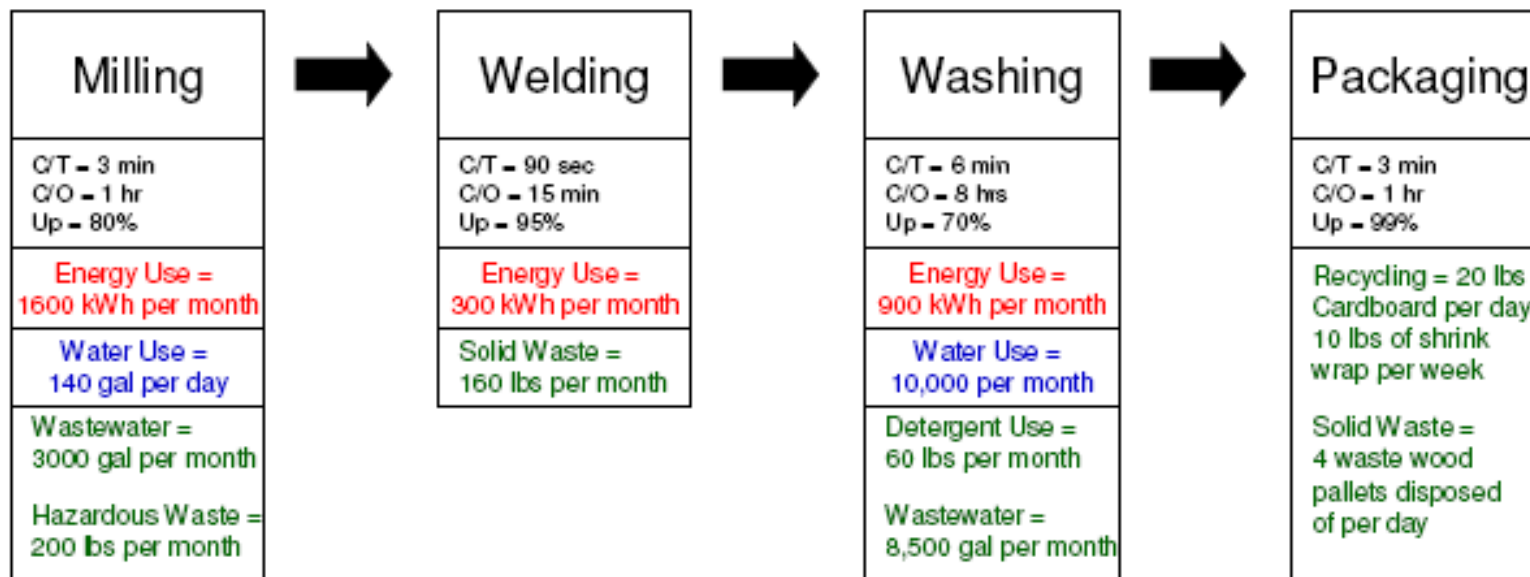 Milling
C/T = 3 min
C/O = 1 hr
Up = 80%
Energy Use =
1600 kWh per month
Water Use =
140 gal per day
Wastewater =
3000 gal per month
Hazardous Waste =
200 lbs per month
Welding
C/T = 90 sec
C/O = 15 min
Up = 95%
Energy Use =
300 kWh per month
Solid Waste =
160 lbs per month
Washing
C/T = 6 min
C/O = 8 hrs
Up = 70%
Energy Use =
900 kWh per month
Water Use =
10,000 per month
Detergent Use =
60 lbs per month
Wastewater =
8,500 gal per month
Packaging
C/T = 3 min
C/O = 1 hr
Up = 99%
Recycling = 20 lbs
Cardboard per day
10 lbs of shrink
wrap per week
Solid Waste =
4 waste wood
pallets disposed
of per day